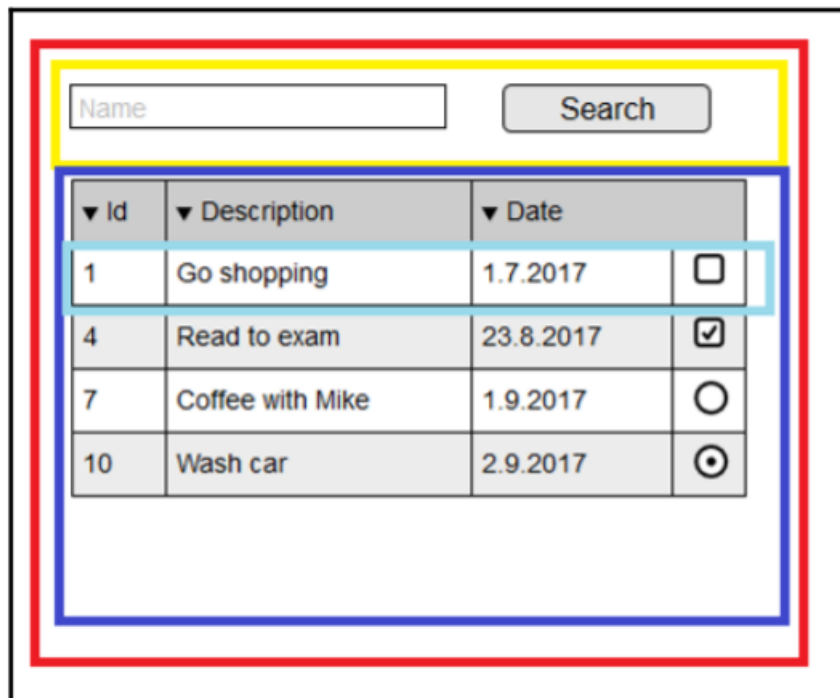 Name Search
▼ Id ▼ Description ▼ Date
1 Go shopping 1.7.2017
4 Read to exam 23.8.2017
7 Coffee with Mike 1.9.2017
10 Wash car 2.9.2017